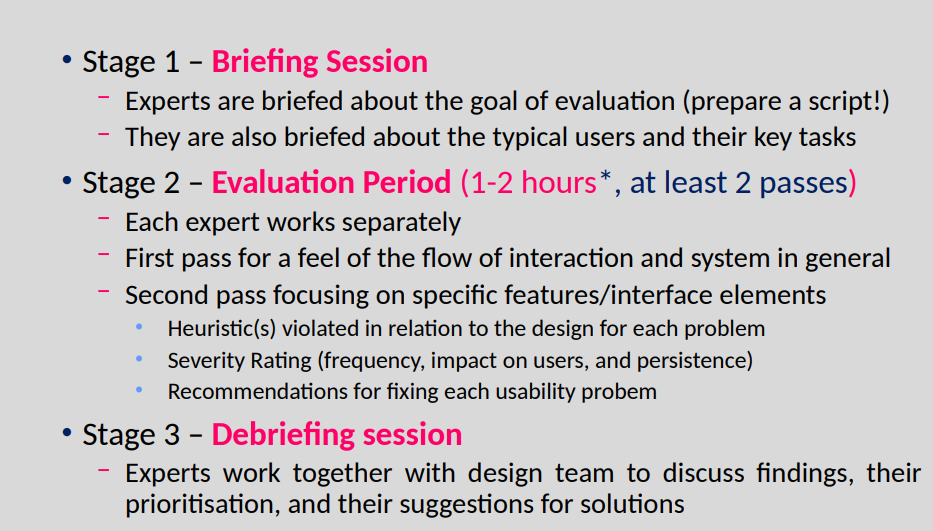 • Stage 1 – Briefing Session
– Experts are briefed about the goal of evaluation (prepare a script!)
– They are also briefed about the typical users and their key tasks
• Stage 2 – Evaluation Period (1-2 hours*, at least 2 passes)
– Each expert works separately
– First pass for a feel of the flow of interaction and system in general
– Second pass focusing on specific features/interface elements
• Heuristic(s) violated in relation to the design for each problem
• Severity Rating (frequency, impact on users, and persistence)
• Recommendations for fixing each usability probem
• Stage 3 – Debriefing session
– Experts work together with design team to discuss findings, their
prioritisation, and their suggestions for solutions